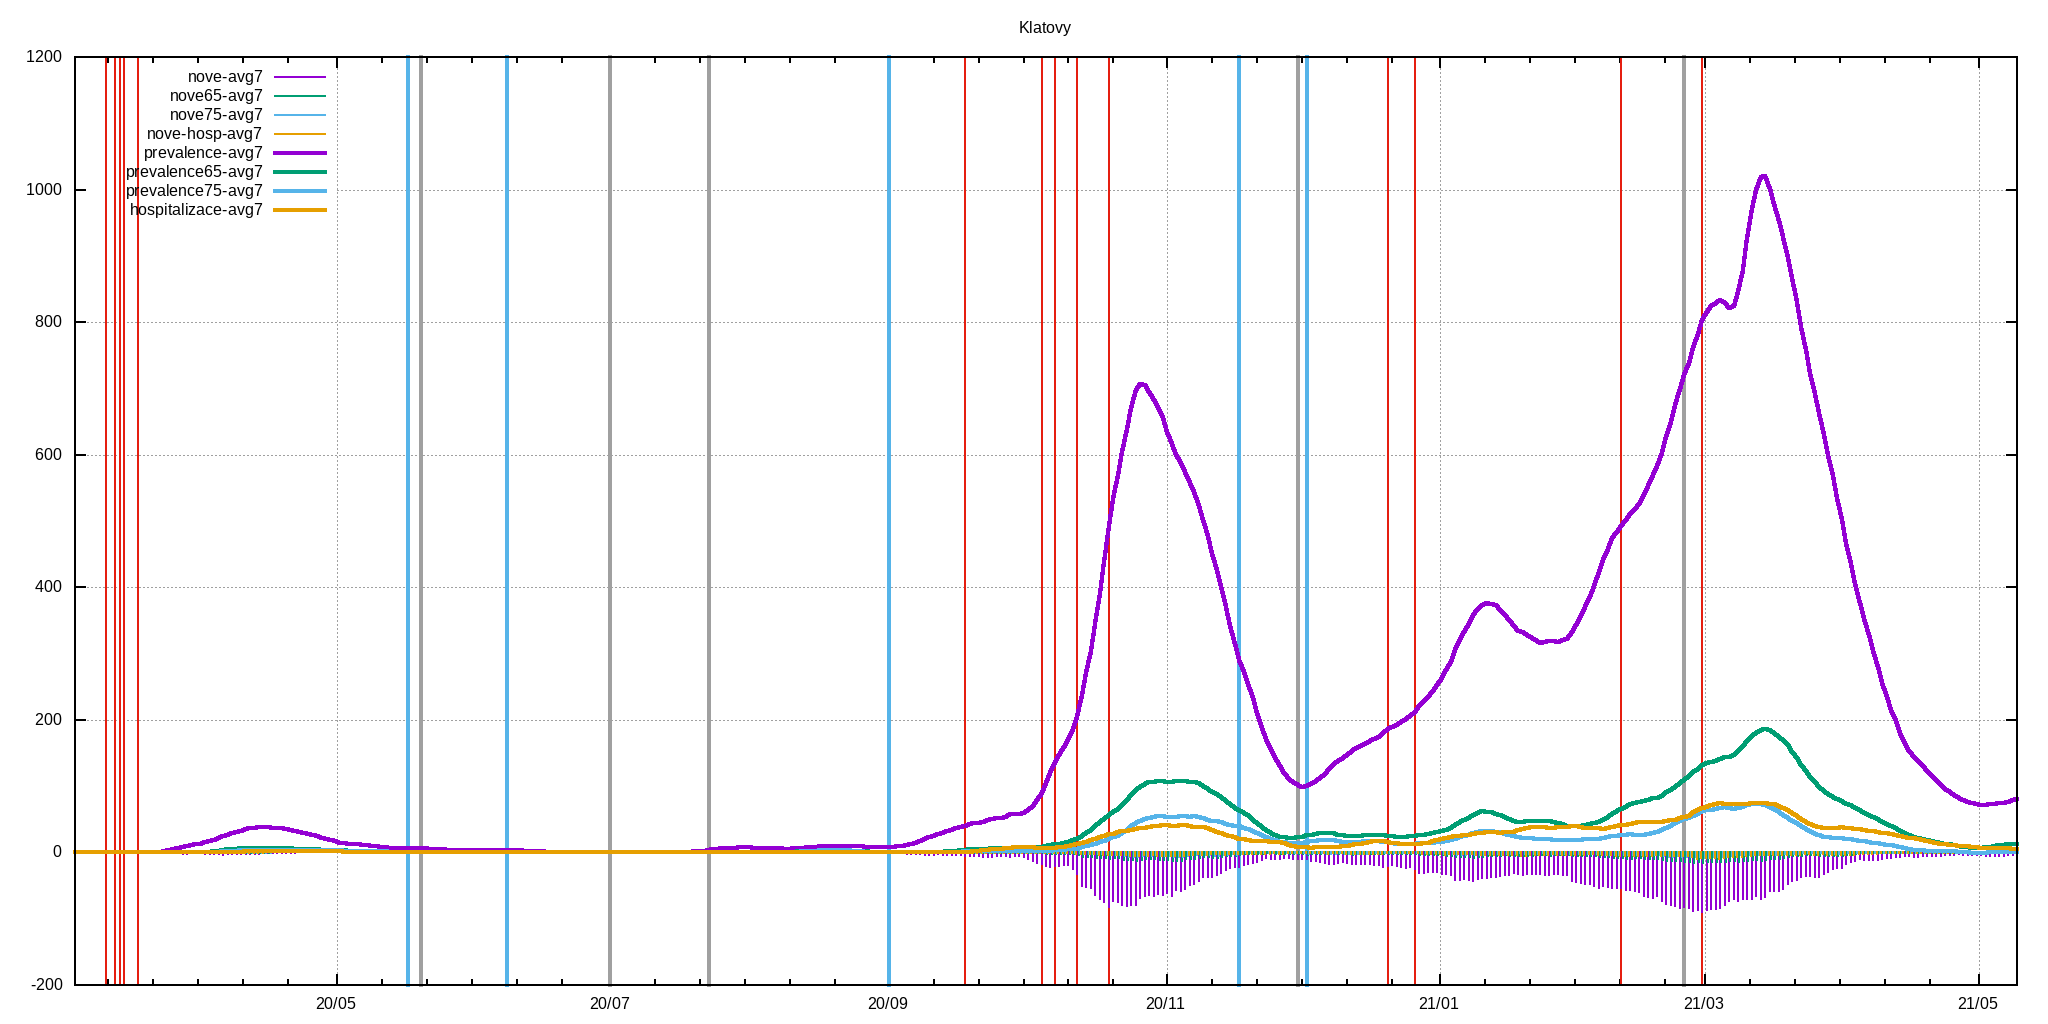 Klatovy
1200
1000
800
600
400
200
0
-200
nove-avg7
nove65-avg7
nove75-avg7
nove-hosp-avg7
prevalence-avg7
prevalence65-avg7
prevalence75-avg7
hospitalizace-avg7
20/05 20/07 20/09 20/11 21/01 21/03 21/05